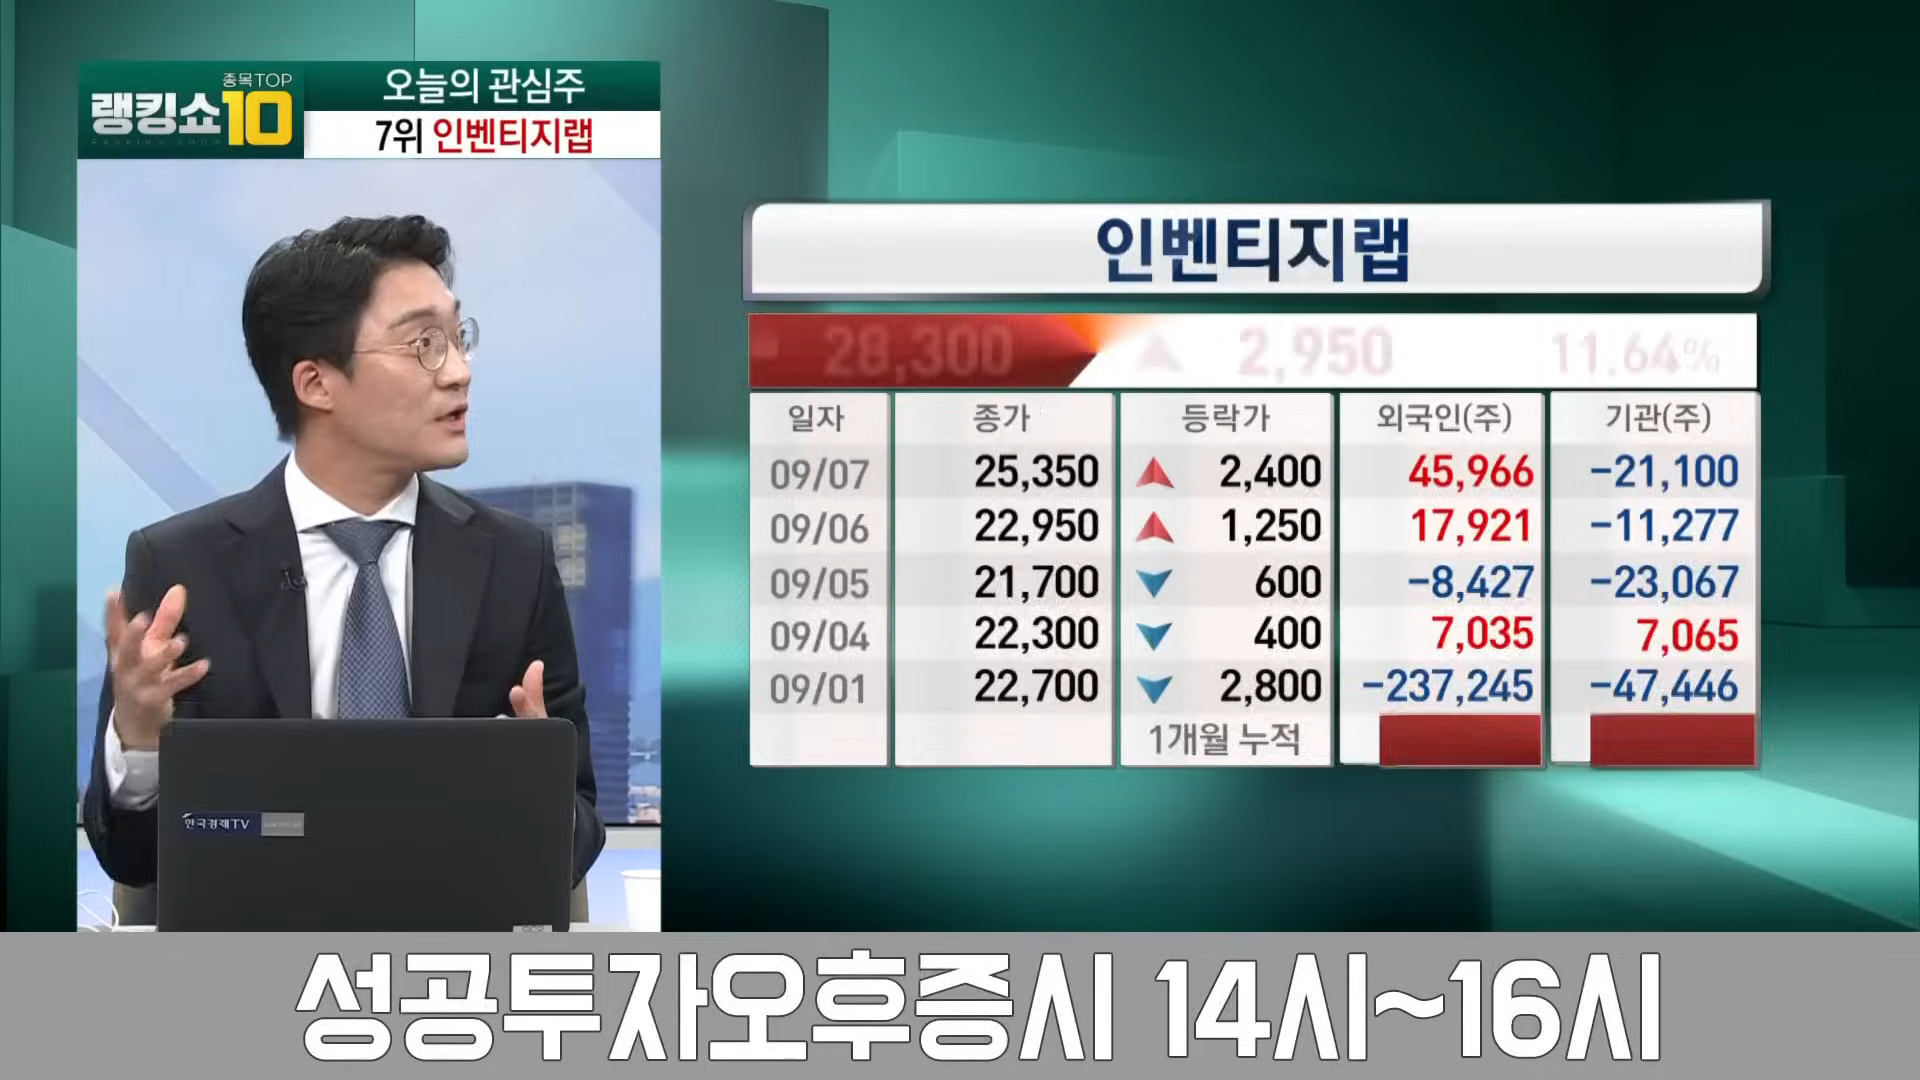 종목TOP
랭킹쇼10
RANKING SHOW
오늘의 관심주
7위 인벤티지랩
인벤티지랩
28,300 ▲ 2,950 11.64%
일자 종가 등락가 외국인(주) 기관(주)
09/07 25,350 ▲ 2,400 45,966 -21,100
09/06 22,950 ▲ 1,250 17,921 -11,277
09/05 21,700 ▼ 600 -8,427 -23,067
09/04 22,300 ▼ 400 7,035 7,065
09/01 22,700 ▼ 2,800 -237,245 -47,446
1개월 누적
한국경제TV
성공투자오후증시 14시~16시